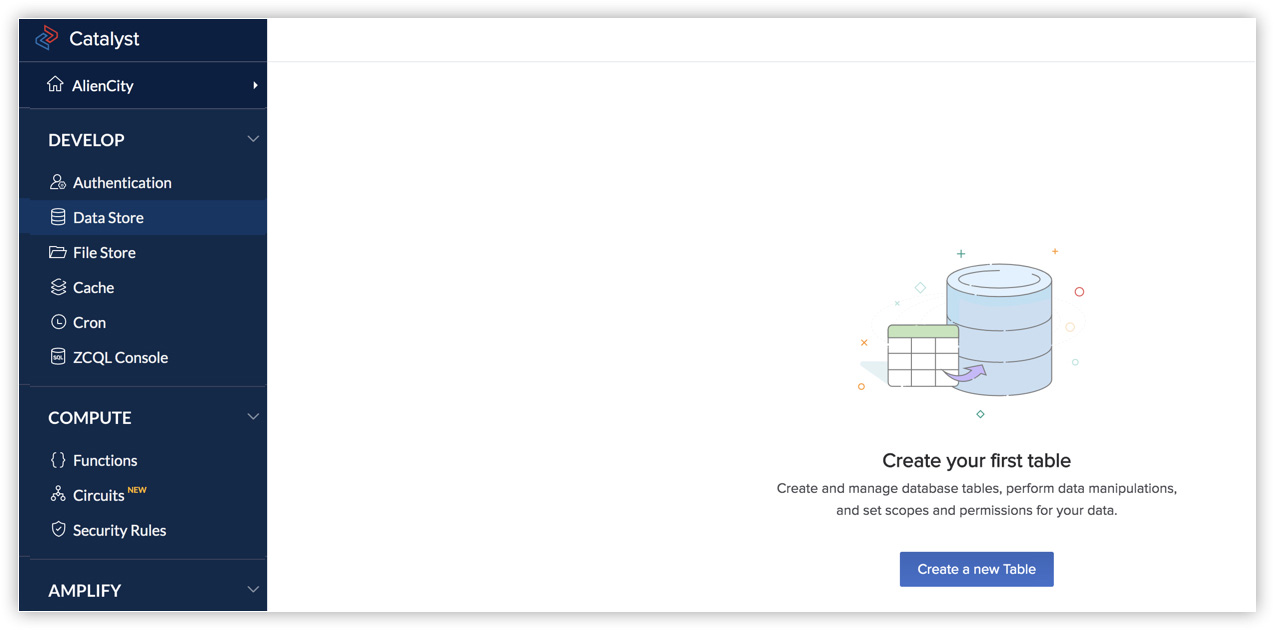 Catalyst
AlienCity
DEVELOP
Authentication
Data Store
File Store
Cache
Cron
SQL ZCQL Console
COMPUTE
{} Functions
Circuits NEW
Security Rules
AMPLIFY
Create your first table
Create and manage database tables, perform data manipulations,
and set scopes and permissions for your data.
Create a new Table